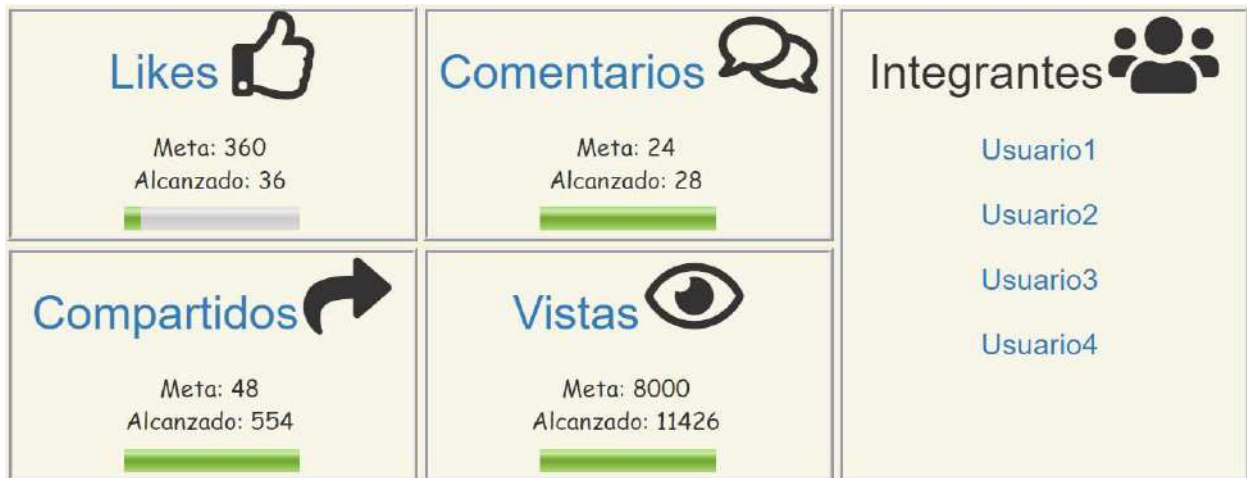 Likes
Meta: 360
Alcanzado: 36
Comentarios
Meta: 24
Alcanzado: 28
Integrantes
Usuario1
Usuario2
Usuario3
Usuario4
Compartidos
Meta: 48
Alcanzado: 554
Vistas
Meta: 8000
Alcanzado: 11426